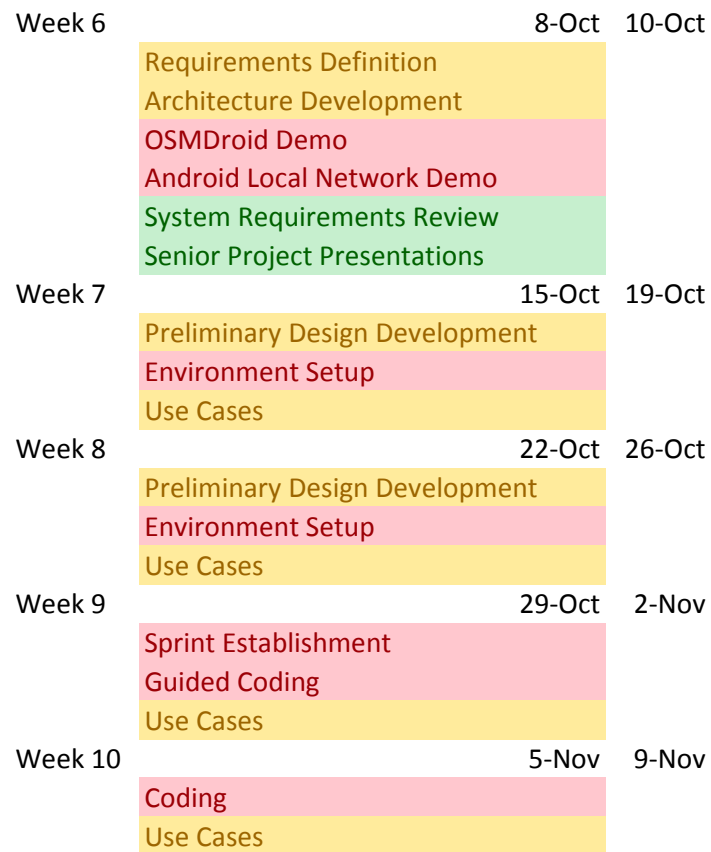 Week 6 8-Oct 10-Oct
Requirements Definition
Architecture Development
OSMDroid Demo
Android Local Network Demo
System Requirements Review
Senior Project Presentations
Week 7 15-Oct 19-Oct
Preliminary Design Development
Environment Setup
Use Cases
Week 8 22-Oct 26-Oct
Preliminary Design Development
Environment Setup
Use Cases
Week 9 29-Oct 2-Nov
Sprint Establishment
Guided Coding
Use Cases
Week 10 5-Nov 9-Nov
Coding
Use Cases